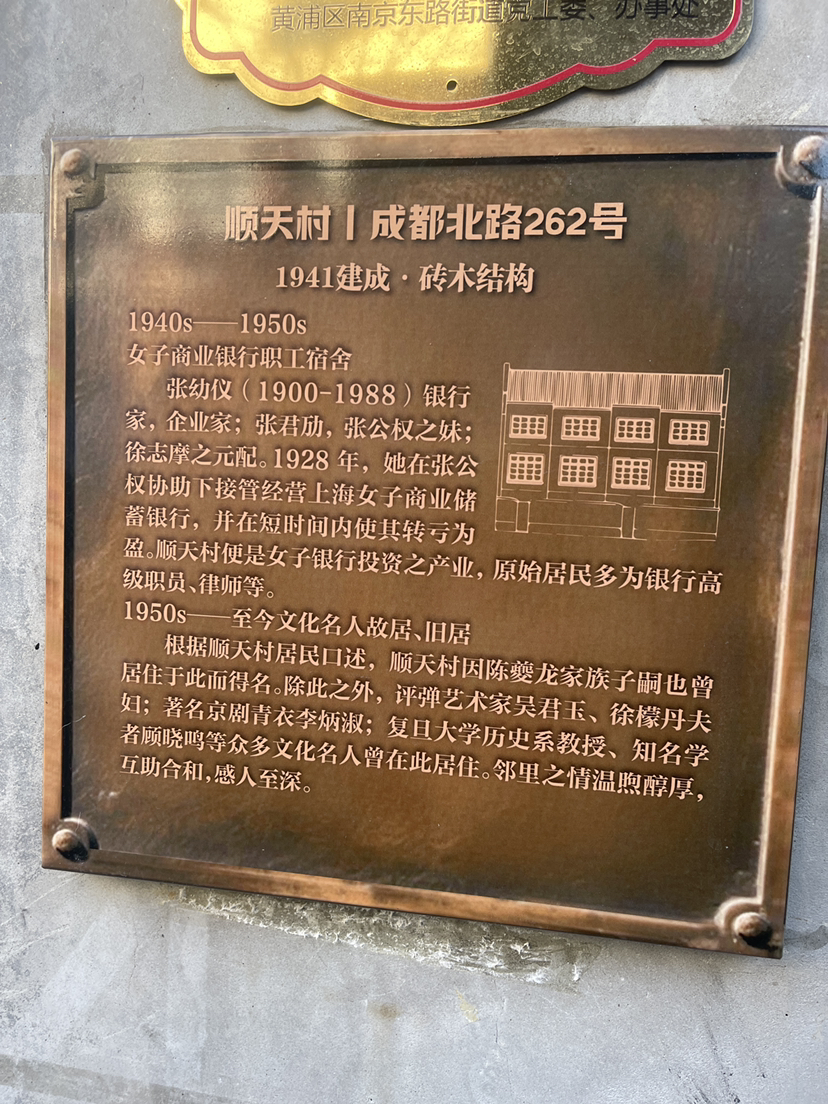 黄浦区南京东路街道党工委、办事处
顺天村丨成都北路262号
1941建成·砖木结构
1940s——1950s
女子商业银行职工宿舍
张幼仪（1900-1988）银行
家，企业家；张君劢，张公权之妹；
徐志摩之元配。1928 年，她在张公
权协助下接管经营上海女子商业储
蓄银行，并在短时间内使其转亏为
盈。顺天村便是女子银行投资之产业，原始居民多为银行高
级职员、律师等。
1950s——至今文化名人故居、旧居
根据顺天村居民口述，顺天村因陈夔龙家族子嗣也曾
居住于此而得名。除此之外，评弹艺术家吴君玉、徐檬丹夫
妇；著名京剧青衣李炳淑；复旦大学历史系教授、知名学
者顾晓鸣等众多文化名人曾在此居住。邻里之情温煦醇厚，
互助合和，感人至深。